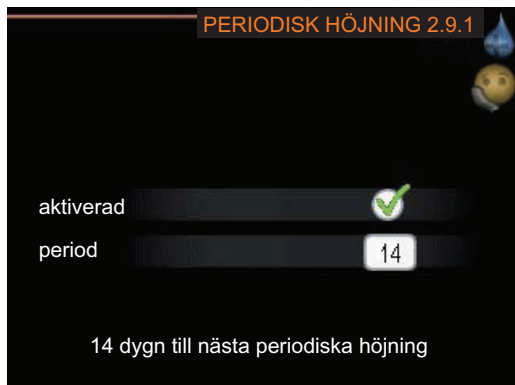 PERIODISK HÖJNING 2.9.1
aktiverad
period 14
14 dygn till nästa periodiska höjning